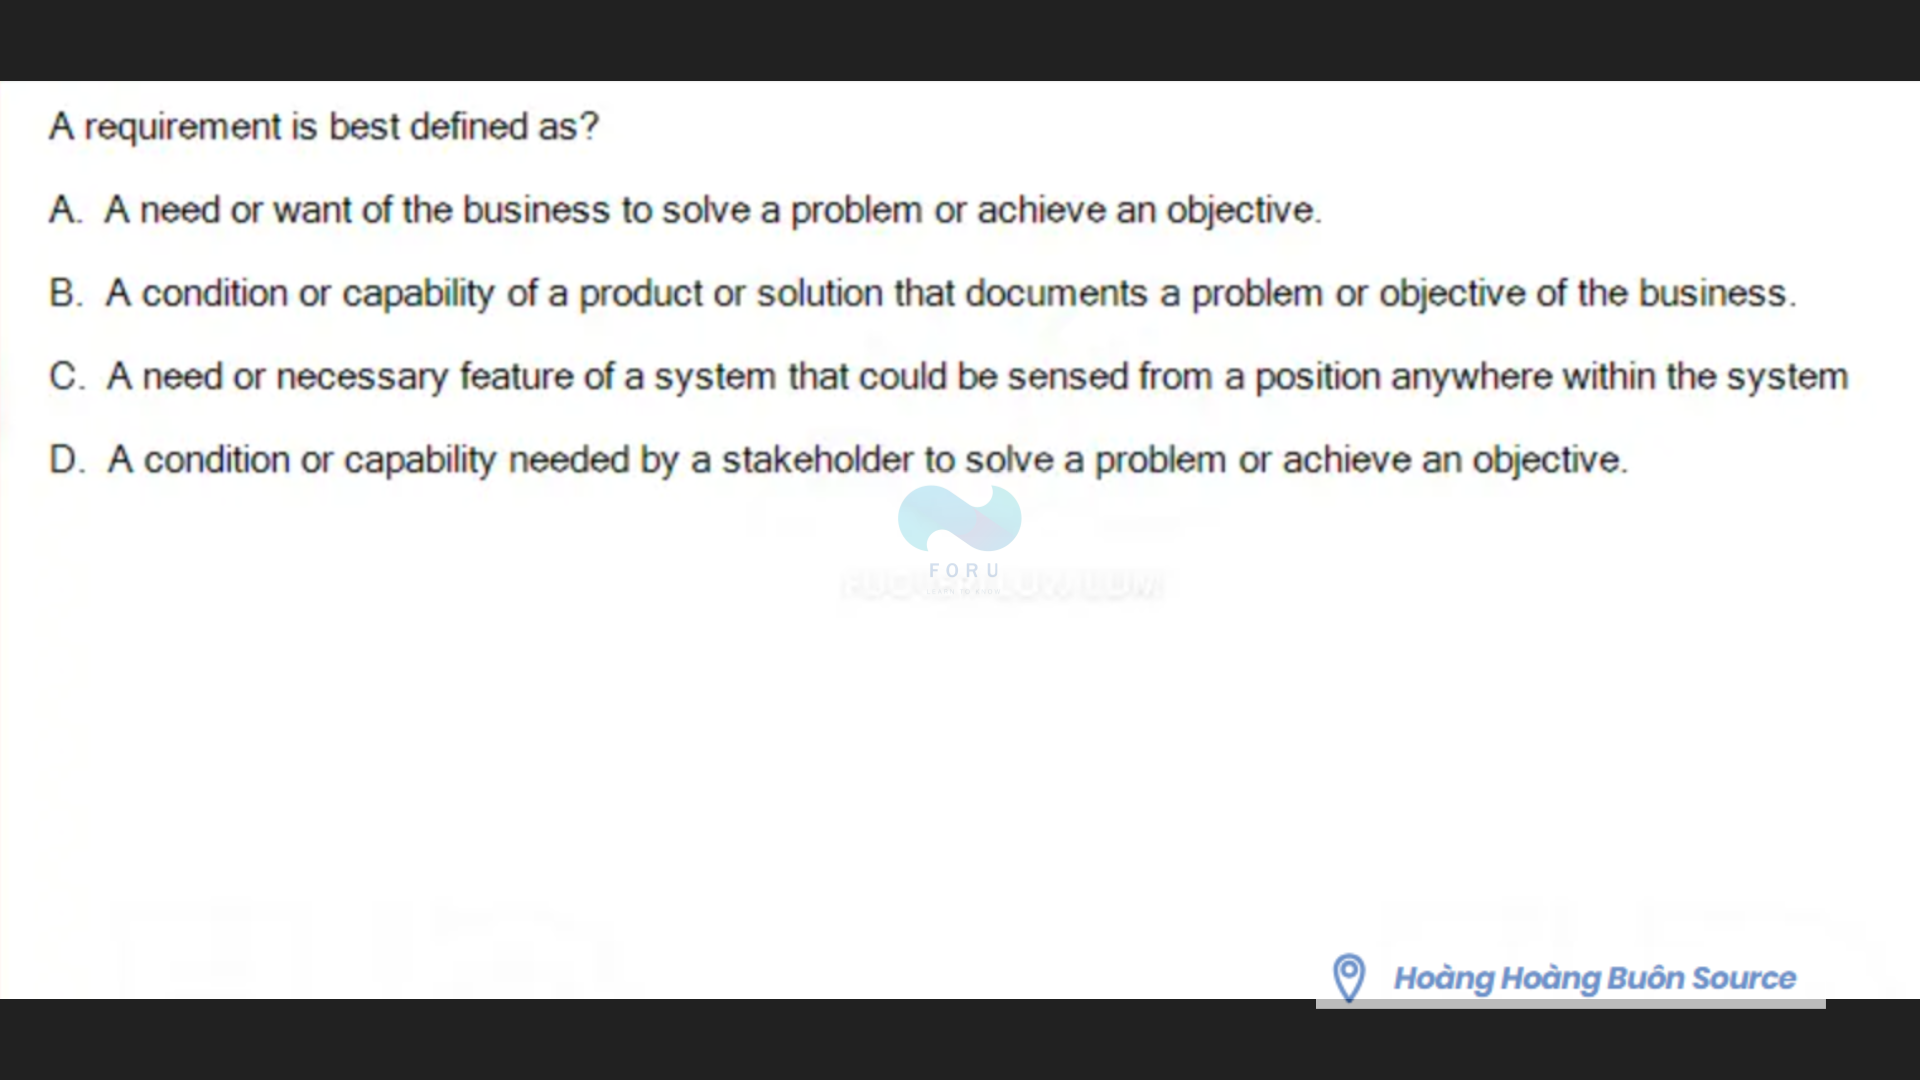 A requirement is best defined as?
A. A need or want of the business to solve a problem or achieve an objective.
B. A condition or capability of a product or solution that documents a problem or objective of the business.
C. A need or necessary feature of a system that could be sensed from a position anywhere within the system
D. A condition or capability needed by a stakeholder to solve a problem or achieve an objective.
FORU
Hoàng Hoàng Buôn Source